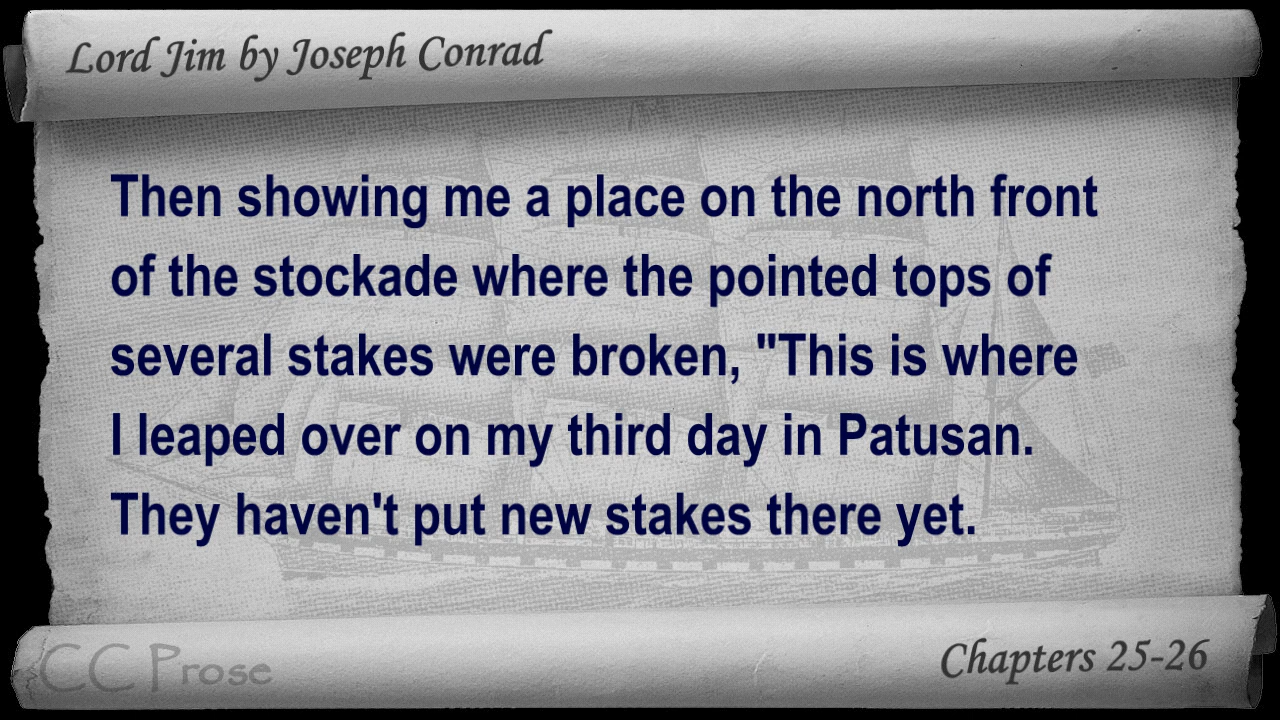 Lord Jim by Joseph Conrad
Then showing me a place on the north front
of the stockade where the pointed tops of
several stakes were broken, "This is where
I leaped over on my third day in Patusan.
They haven't put new stakes there yet.
CC Prose
Chapters 25-26